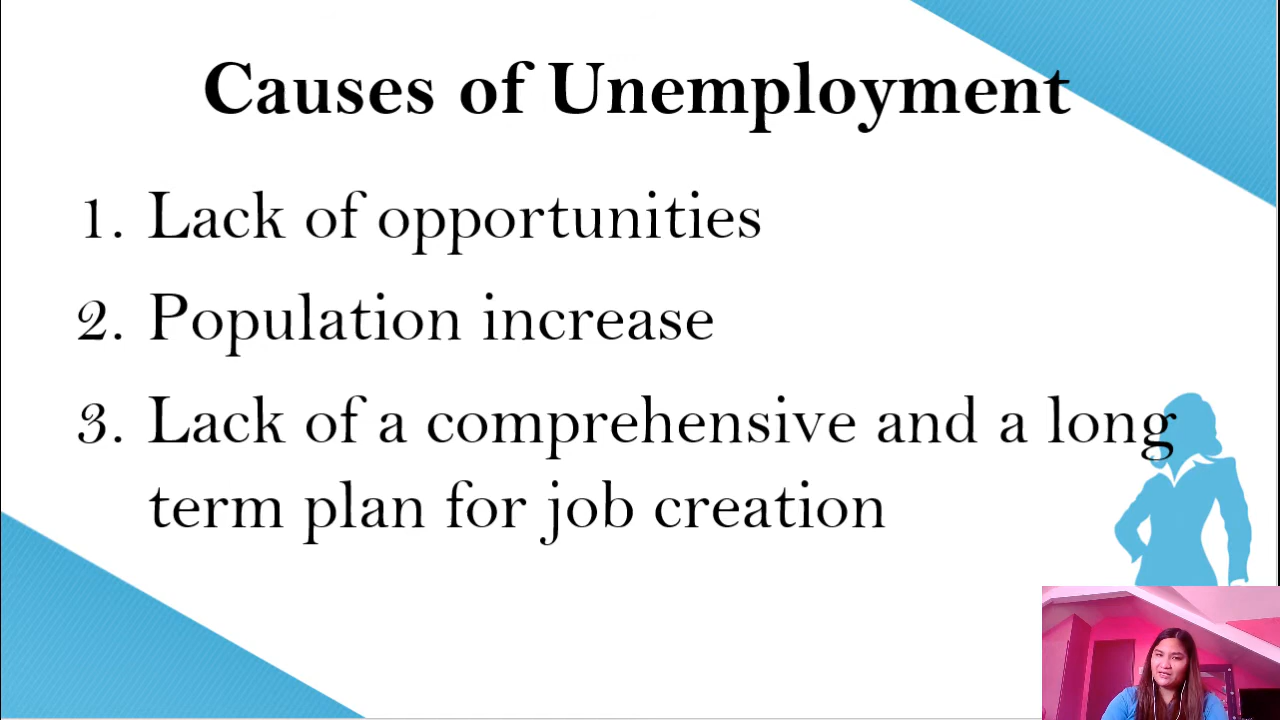 Causes of Unemployment
1. Lack of opportunities
2. Population increase
3. Lack of a comprehensive and a long
term plan for job creation